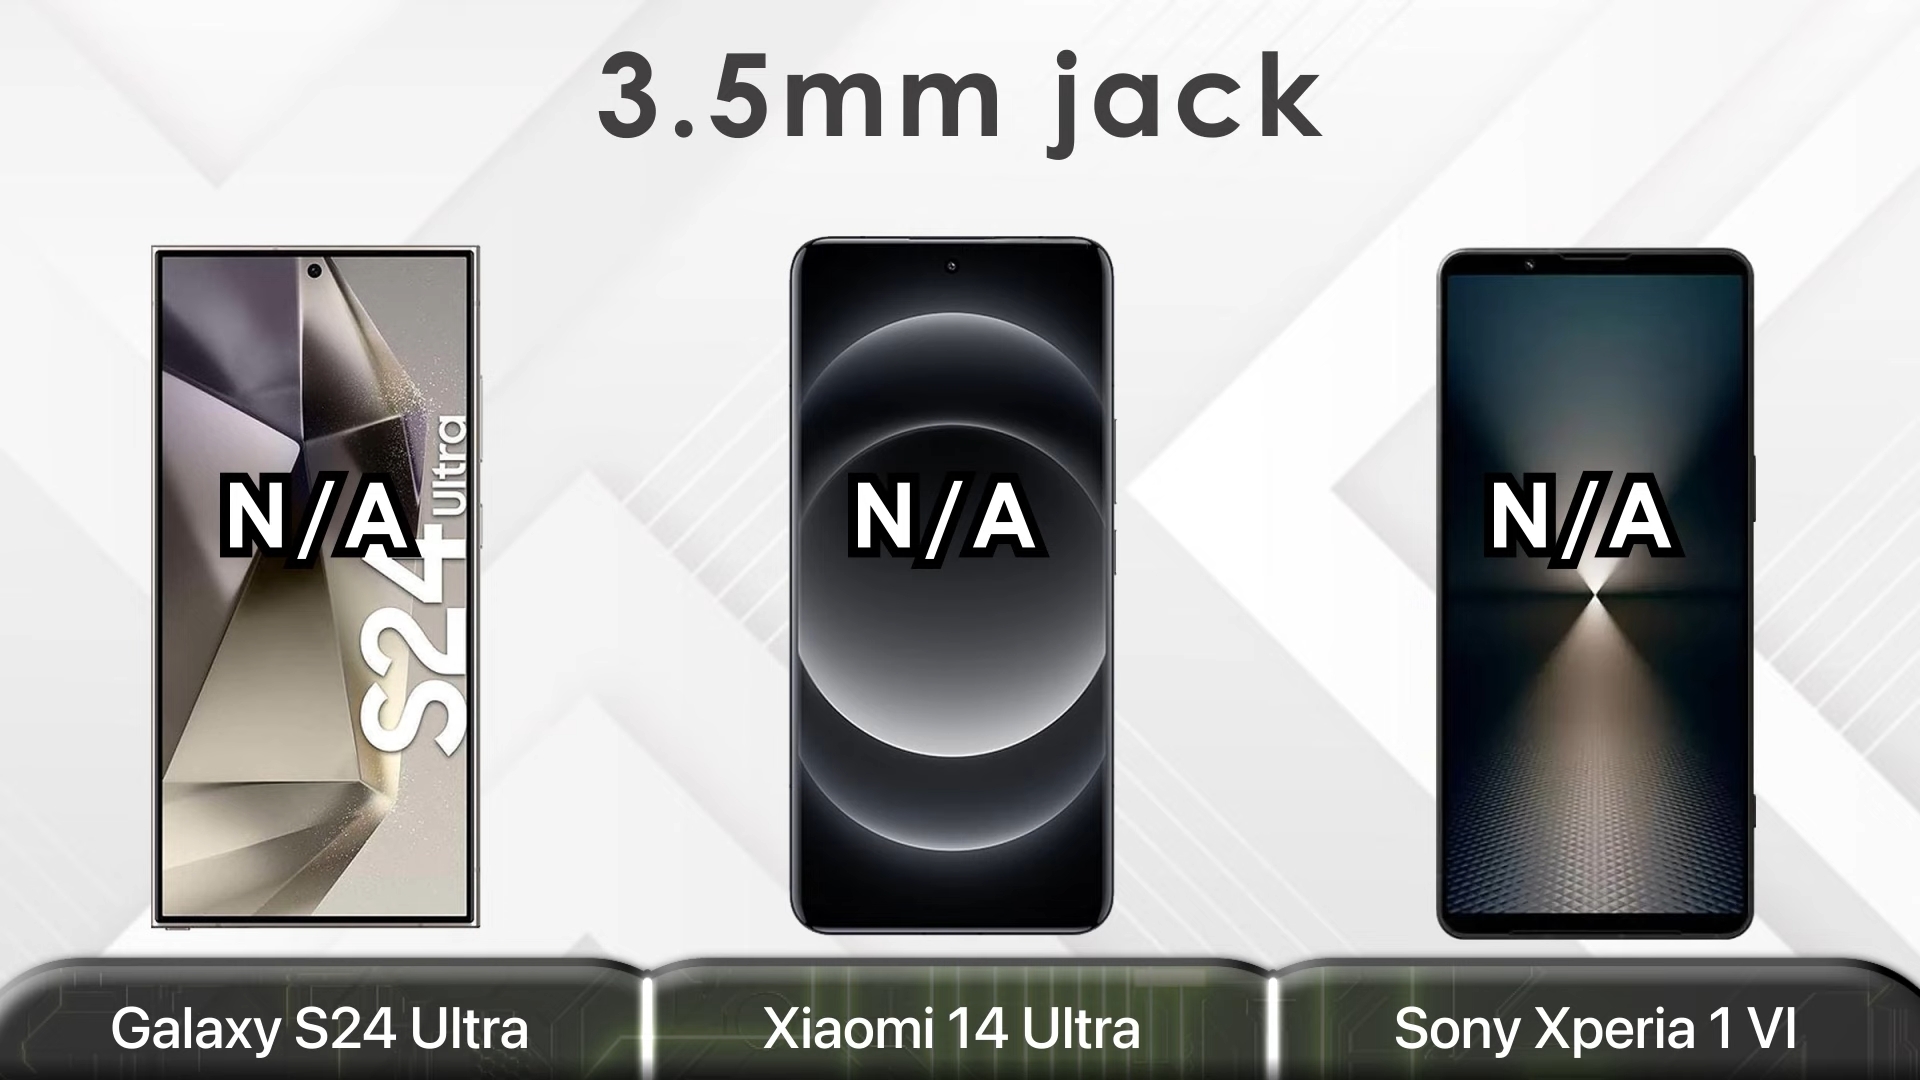 3.5mm jack
N/A
S24 Ultra
N/A
N/A
Galaxy S24 Ultra
Xiaomi 14 Ultra
Sony Xperia 1 VI